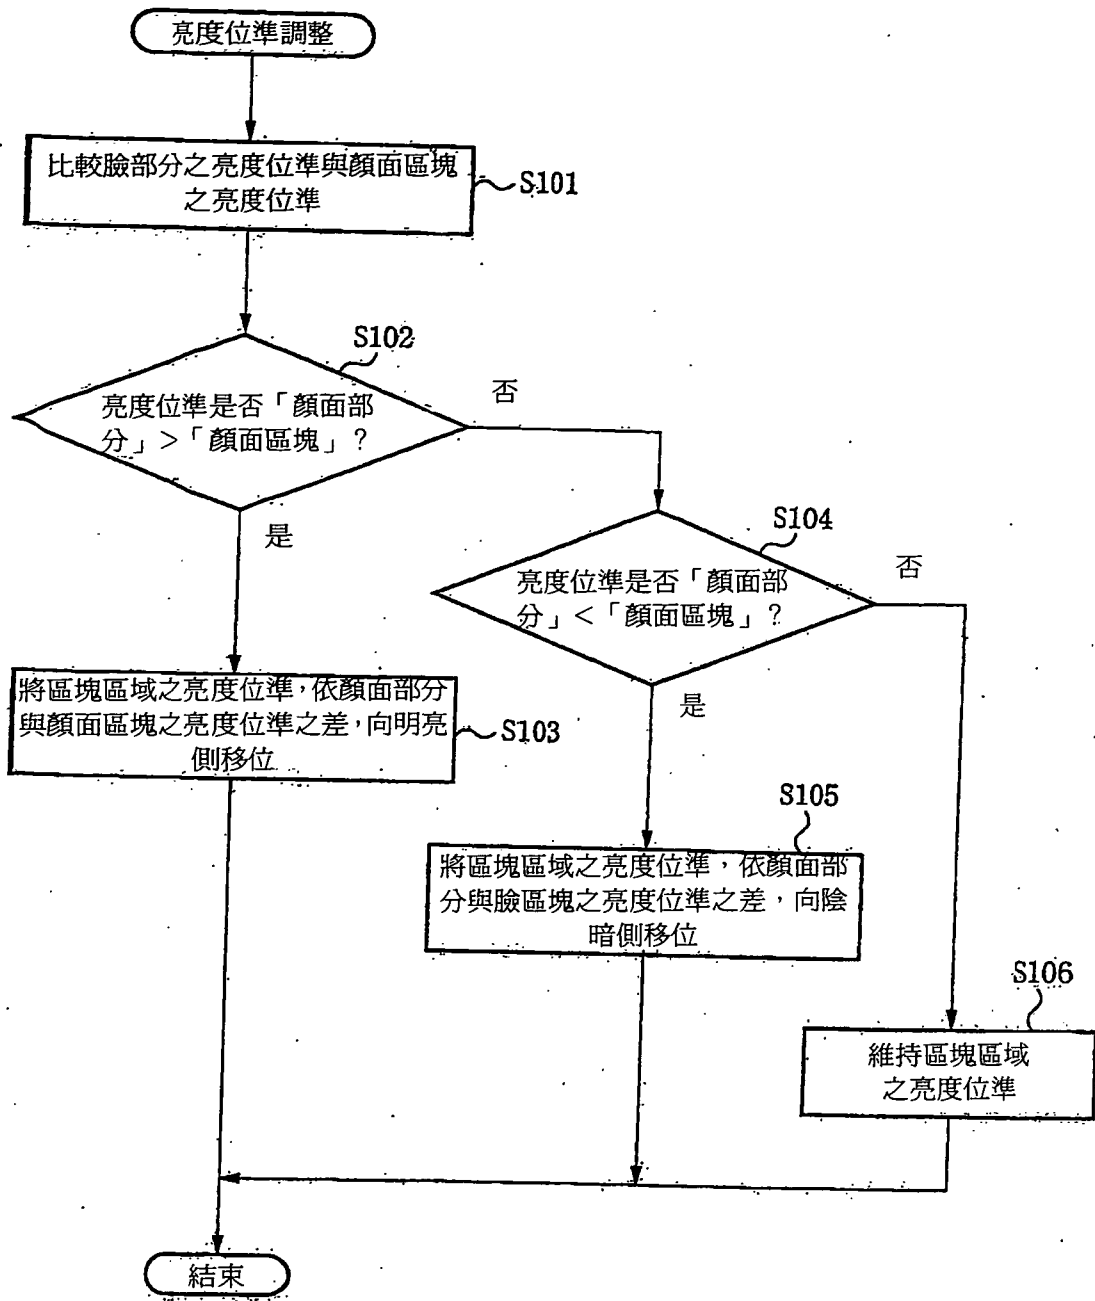 亮度位準調整
比較臉部分之亮度位準與顏面區塊
之亮度位準
S101
S102
亮度位準是否「顏面部
分」>「顏面區塊」?
否
是
S104
亮度位準是否「顏面部
分」<「顏面區塊」?
否
是
將區塊區域之亮度位準,依顏面部分
與顏面區塊之亮度位準之差,向明亮
側移位
S103
S105
將區塊區域之亮度位準,依顏面部
分與臉區塊之亮度位準之差,向陰
暗側移位
S106
維持區塊區域
之亮度位準
結束